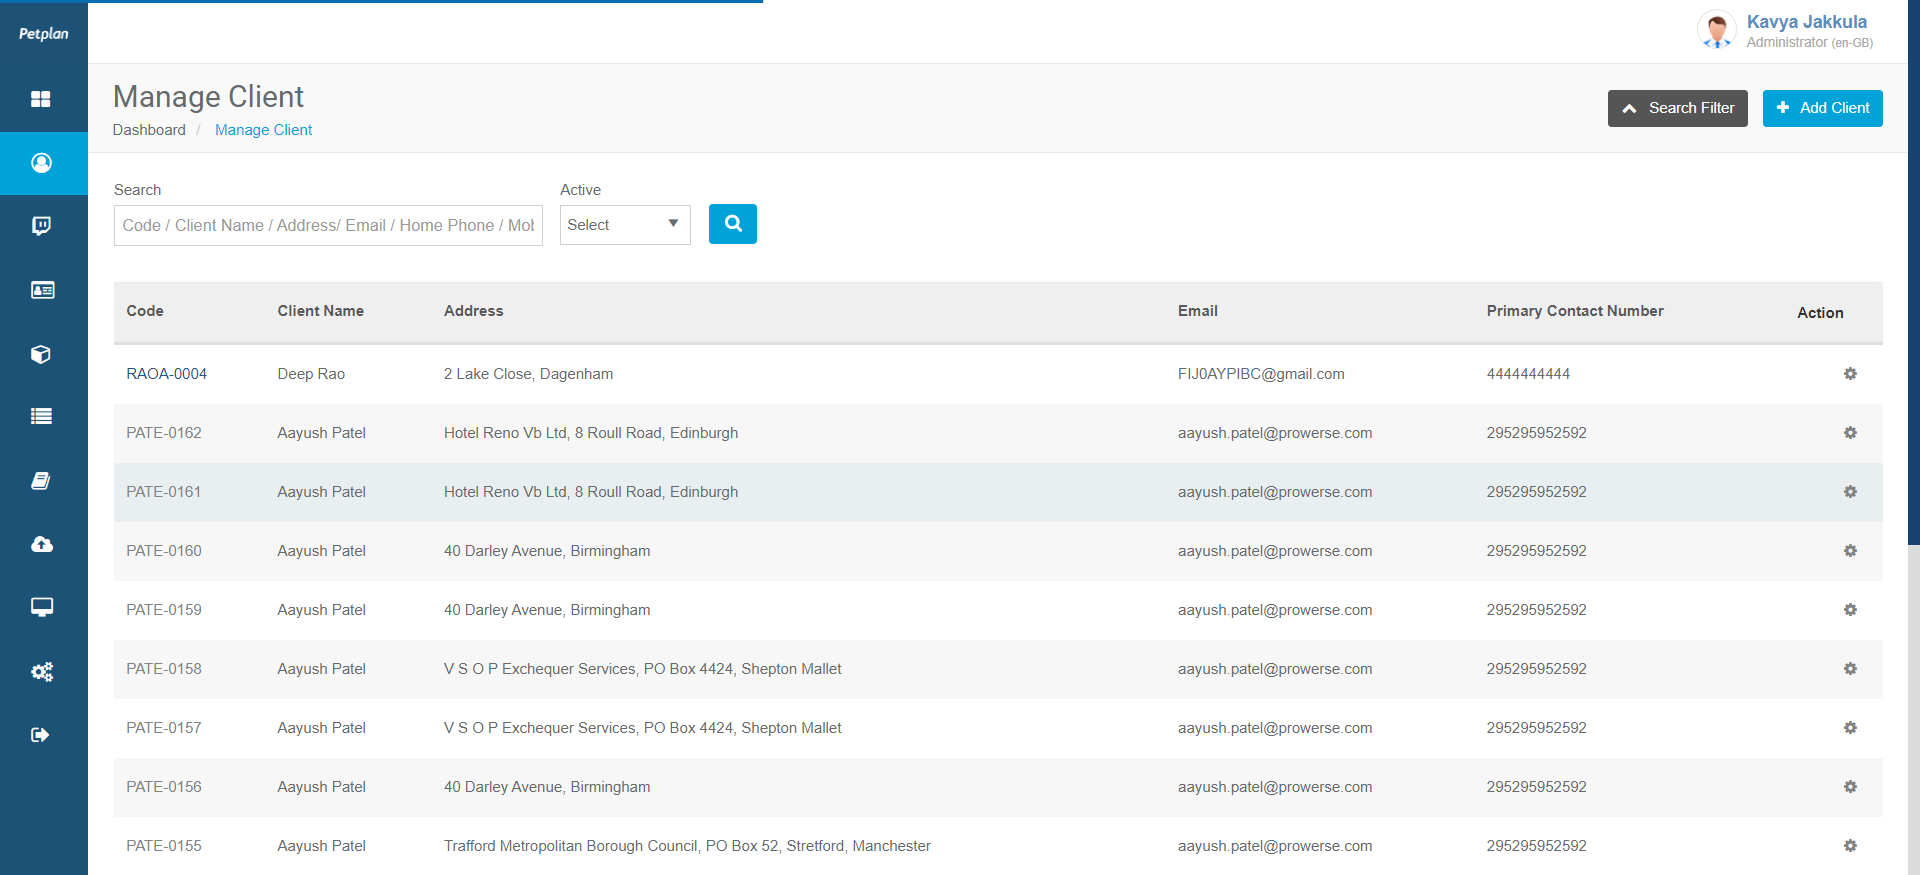 Petplan
Kavya Jakkula
Administrator (en-GB)
Manage Client
Dashboard / Manage Client
Search Filter
Add Client
Search
Active
Code / Client Name / Address/ Email / Home Phone / Mob
Select
Code Client Name Address Email Primary Contact Number Action
RAOA-0004 Deep Rao 2 Lake Close, Dagenham FIJ0AYPIBC@gmail.com 4444444444
PATE-0162 Aayush Patel Hotel Reno Vb Ltd, 8 Roull Road, Edinburgh aayush.patel@prowerse.com 295295952592
PATE-0161 Aayush Patel Hotel Reno Vb Ltd, 8 Roull Road, Edinburgh aayush.patel@prowerse.com 295295952592
PATE-0160 Aayush Patel 40 Darley Avenue, Birmingham aayush.patel@prowerse.com 295295952592
PATE-0159 Aayush Patel 40 Darley Avenue, Birmingham aayush.patel@prowerse.com 295295952592
PATE-0158 Aayush Patel V S O P Exchequer Services, PO Box 4424, Shepton Mallet aayush.patel@prowerse.com 295295952592
PATE-0157 Aayush Patel V S O P Exchequer Services, PO Box 4424, Shepton Mallet aayush.patel@prowerse.com 295295952592
PATE-0156 Aayush Patel 40 Darley Avenue, Birmingham aayush.patel@prowerse.com 295295952592
PATE-0155 Aayush Patel Trafford Metropolitan Borough Council, PO Box 52, Stretford, Manchester aayush.patel@prowerse.com 295295952592